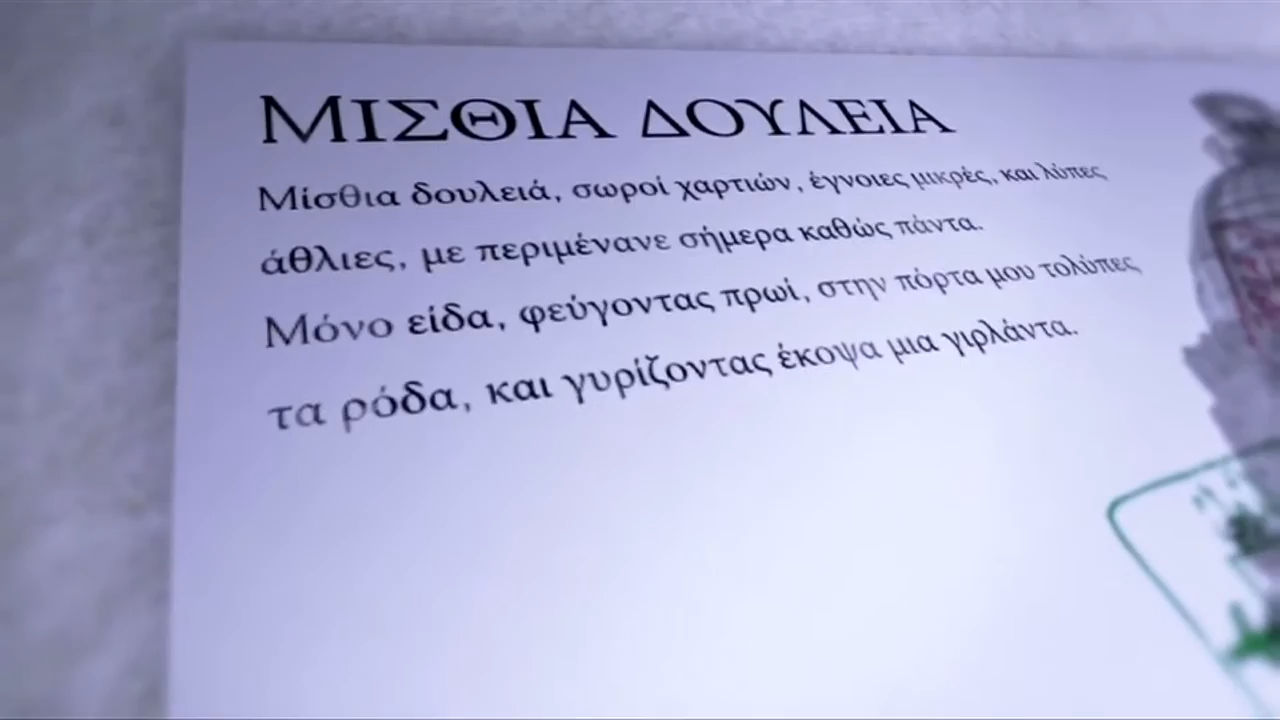 ΜΙΣΘΙΑ ΔΟΥΛΕΙΑ
Μίσθια δουλειά, σωροί χαρτιών, έγνοιες μικρές, και λύπες
άθλιες, με περιμένανε σήμερα καθώς πάντα.
Μόνο είδα, φεύγοντας πρωί, στην πόρτα μου τολύπες
τα ρόδα, και γυρίζοντας έκοψα μια γιρλάντα.